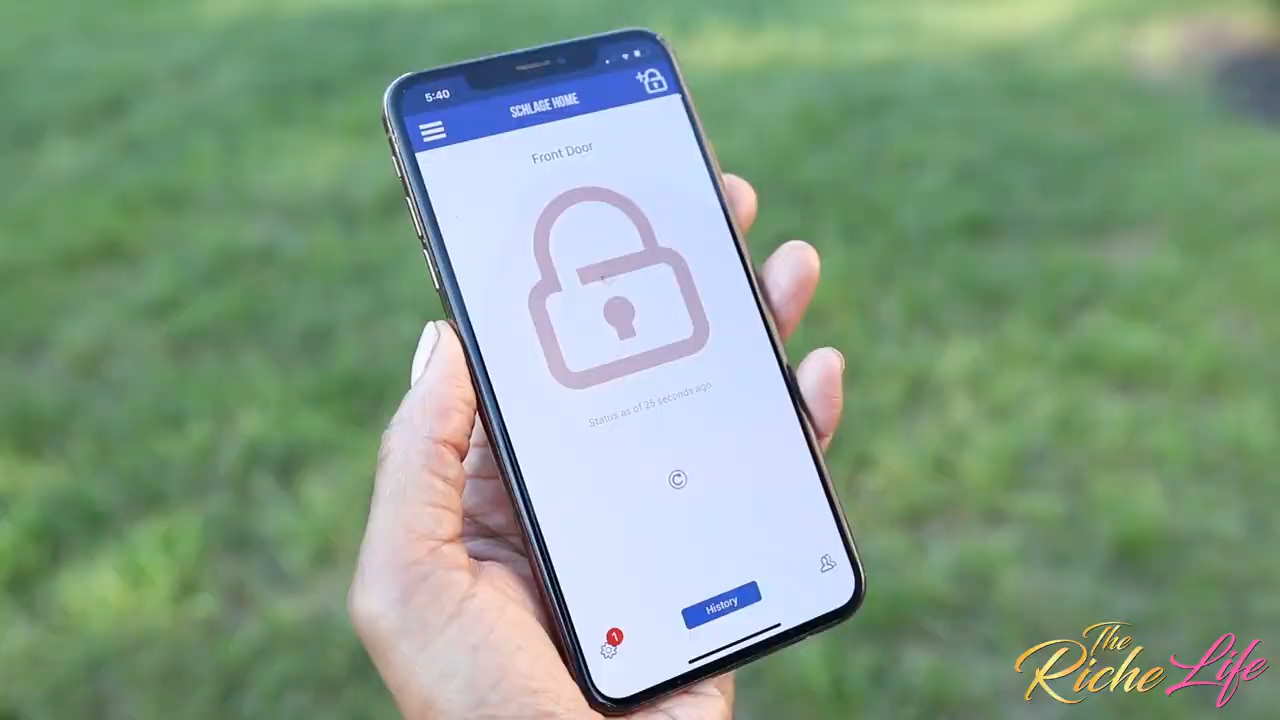 5:40
SCHLAGE HOME
Front Door
Status as of 25 seconds ago
History
1
The
Riche Life